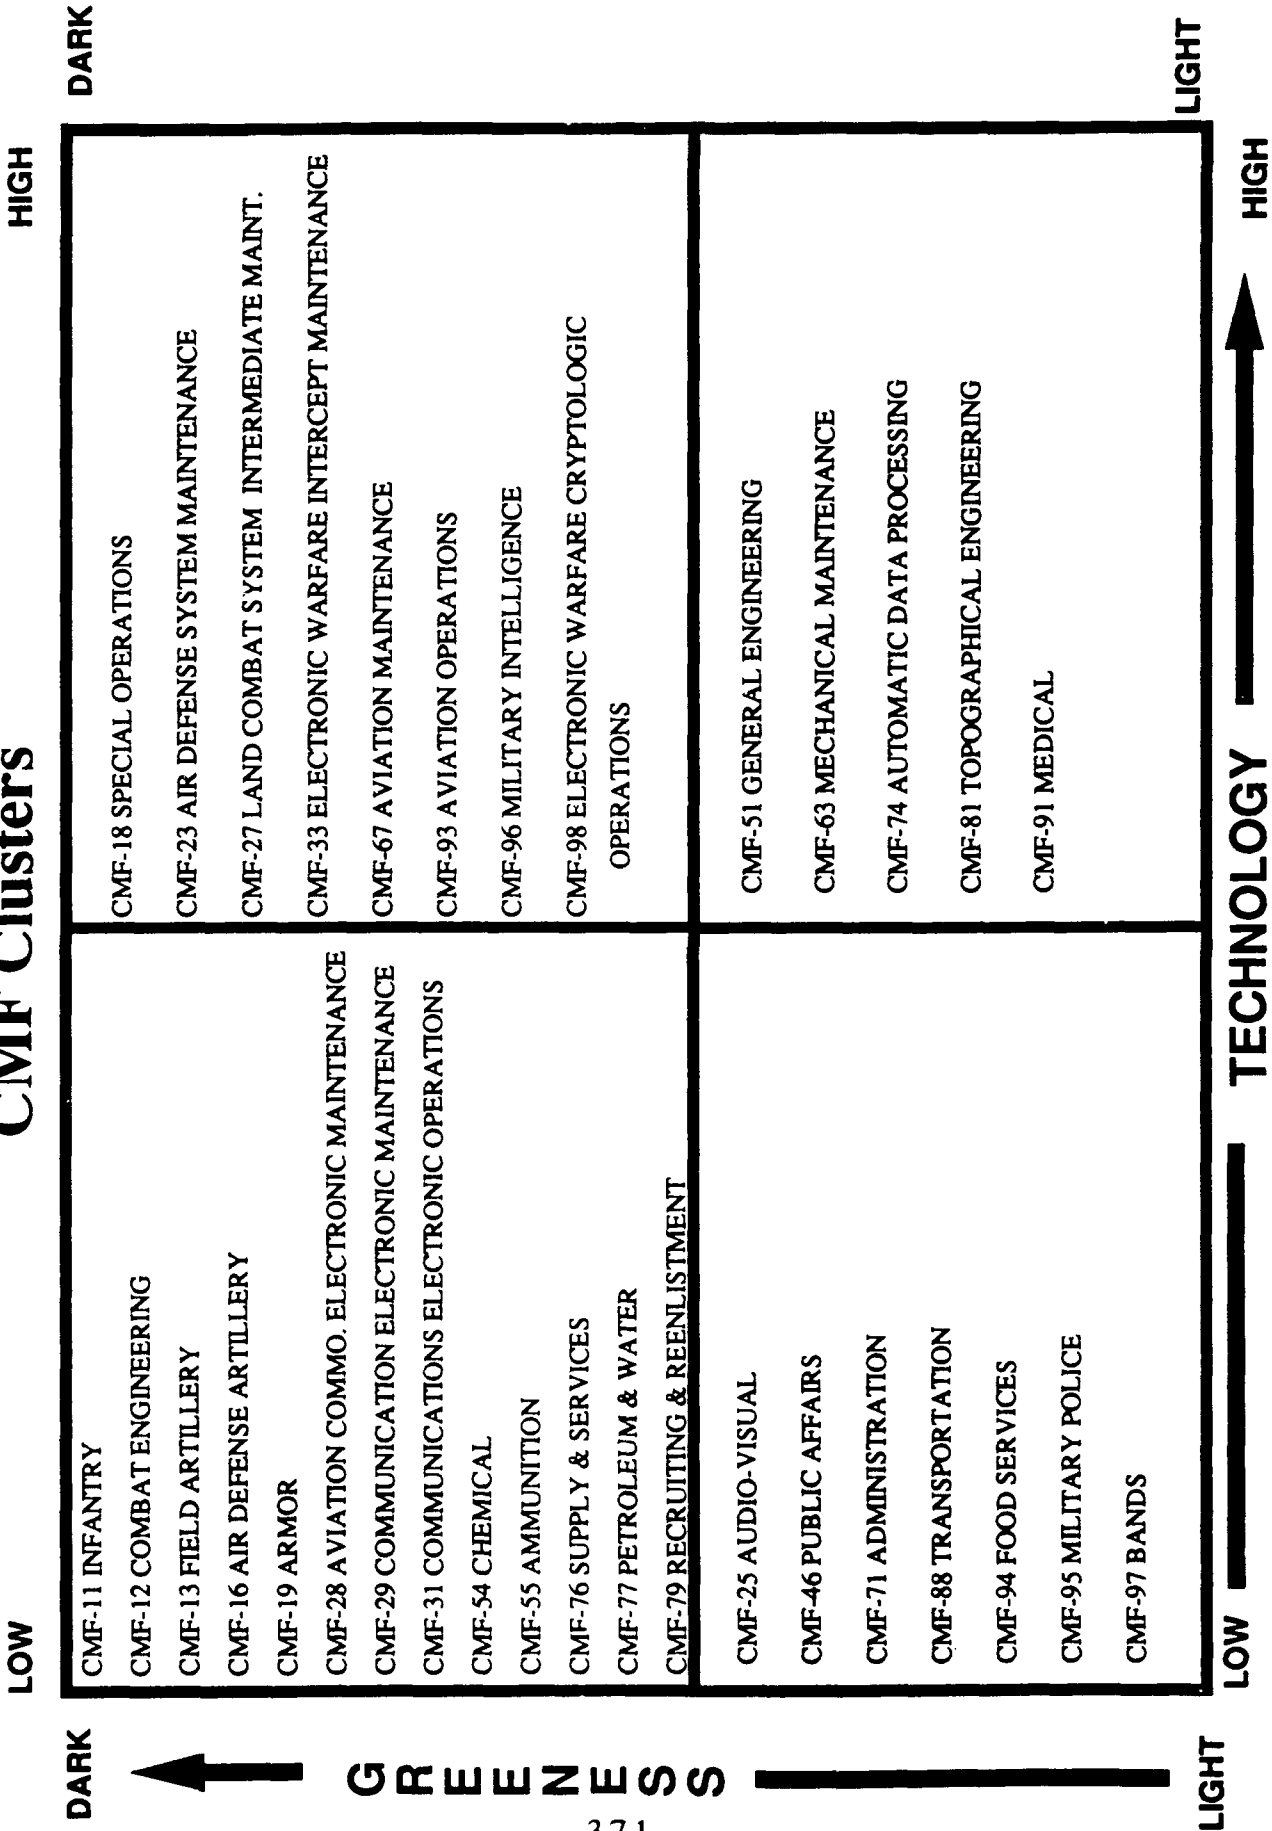 CMF Clusters
LOW
HIGH
DARK
DARK
CMF-11 INFANTRY
CMF-12 COMBAT ENGINEERING
CMF-13 FIELD ARTILLERY
CMF-16 AIR DEFENSE ARTILLERY
CMF-19 ARMOR
CMF-28 AVIATION COMMO. ELECTRONIC MAINTENANCE
CMF-29 COMMUNICATION ELECTRONIC MAINTENANCE
CMF-31 COMMUNICATIONS ELECTRONIC OPERATIONS
CMF-54 CHEMICAL
CMF-55 AMMUNITION
CMF-76 SUPPLY & SERVICES
CMF-77 PETROLEUM & WATER
CMF-79 RECRUITING & REENLISTMENT
CMF-18 SPECIAL OPERATIONS
CMF-23 AIR DEFENSE SYSTEM MAINTENANCE
CMF-27 LAND COMBAT SYSTEM INTERMEDIATE MAINT.
CMF-33 ELECTRONIC WARFARE INTERCEPT MAINTENANCE
CMF-67 AVIATION MAINTENANCE
CMF-93 AVIATION OPERATIONS
CMF-96 MILITARY INTELLIGENCE
CMF-98 ELECTRONIC WARFARE CRYPTOLOGIC
OPERATIONS
GREENESS
CMF-25 AUDIO-VISUAL
CMF-46 PUBLIC AFFAIRS
CMF-71 ADMINISTRATION
CMF-88 TRANSPORTATION
CMF-94 FOOD SERVICES
CMF-95 MILITARY POLICE
CMF-97 BANDS
CMF-51 GENERAL ENGINEERING
CMF-63 MECHANICAL MAINTENANCE
CMF-74 AUTOMATIC DATA PROCESSING
CMF-81 TOPOGRAPHICAL ENGINEERING
CMF-91 MEDICAL
LIGHT
LIGHT
LOW
TECHNOLOGY
HIGH
371